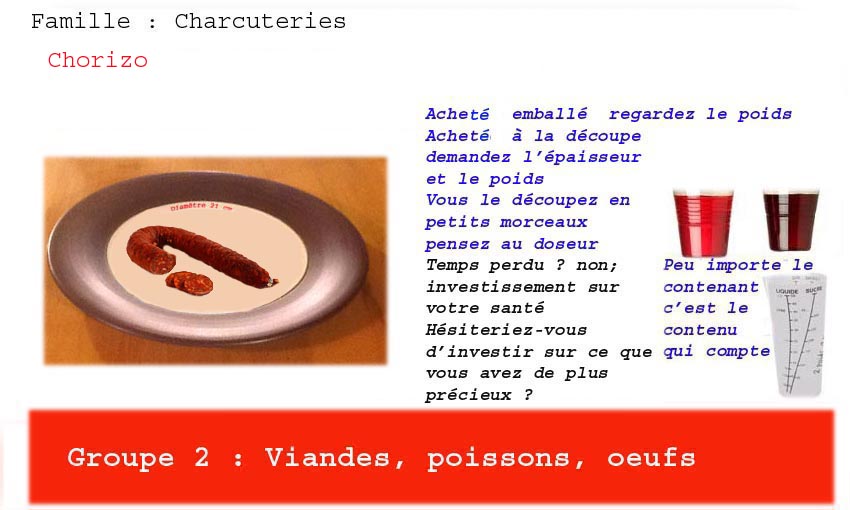 Famille : Charcuteries
Chorizo
Acheté emballé regardez le poids
Acheté à la découpe
demandez l'épaisseur
et le poids
Vous le découpez en
petits morceaux
pensez au doseur
Temps perdu ? non;
investissement sur
votre santé
Hésiteriez-vous
d'investir sur ce que
vous avez de plus
précieux ?
Peu importe le
contenant
c'est le
contenu
qui compte
Diamètre 21 cm
LIQUIDE SUCRE
Groupe 2 : Viandes, poissons, oeufs